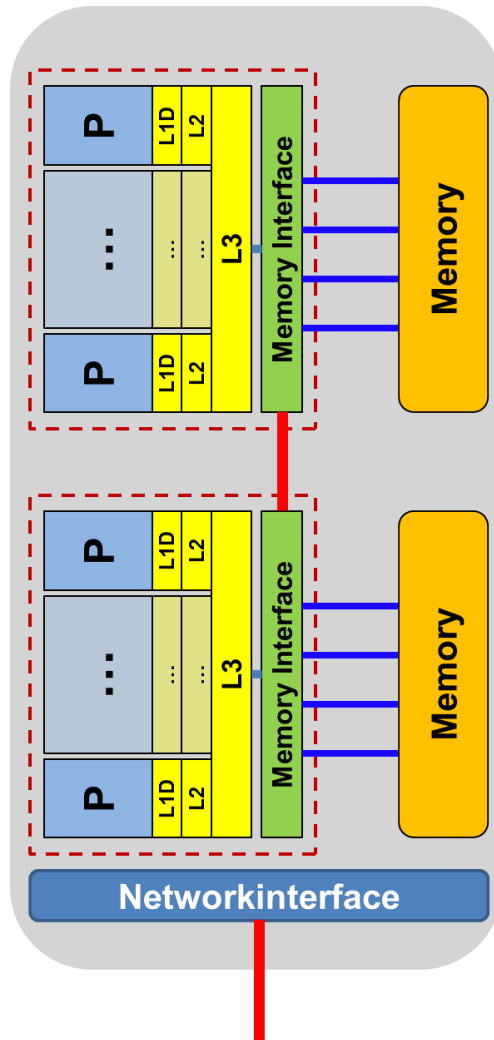 P
L1D
L2
...
...
...
P
L1D
L2
L3
Memory Interface
Memory
P
L1D
L2
...
...
...
P
L1D
L2
L3
Memory Interface
Memory
Networkinterface